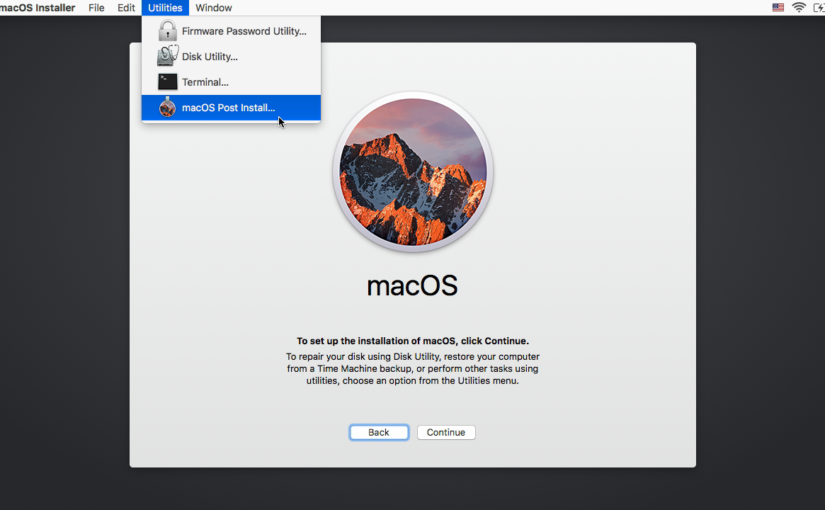 macOS Installer File Edit Utilities Window
Firmware Password Utility...
Disk Utility...
Terminal...
macOS Post Install...
macOS
To set up the installation of macOS, click Continue.
To repair your disk using Disk Utility, restore your computer
from a Time Machine backup, or perform other tasks using
utilities, choose an option from the Utilities menu.
Back Continue